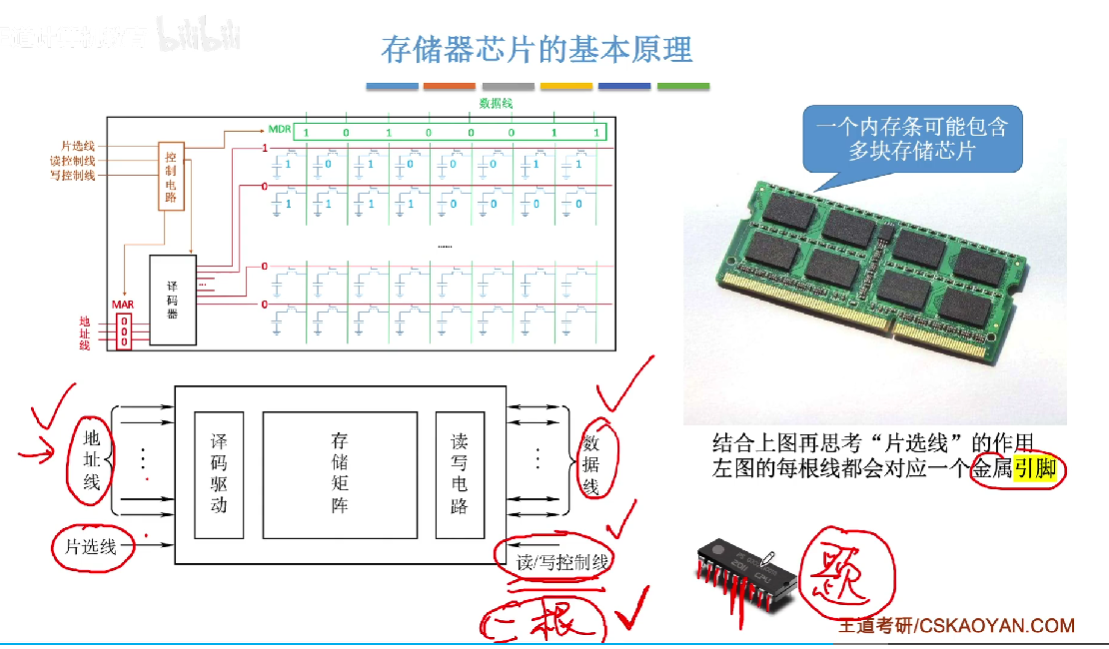 bilibili
存储器芯片的基本原理
数据线
MDR 1 0 1 0 0 0 1 1
片选线
读控制线
写控制线
控制电路
1
1 0 1 0 0 0 1 1
0
1 1 1 1 0 0 0 0
......
译码器
0
0
MAR
地址线
0
0
0
一个内存条可能包含
多块存储芯片
地址线
片选线
译码驱动
存储矩阵
读写电路
数据线
读/写控制线
根
结合上图再思考“片选线”的作用
左图的每根线都会对应一个金属引脚
题
王道考研/CSKAOYAN.COM